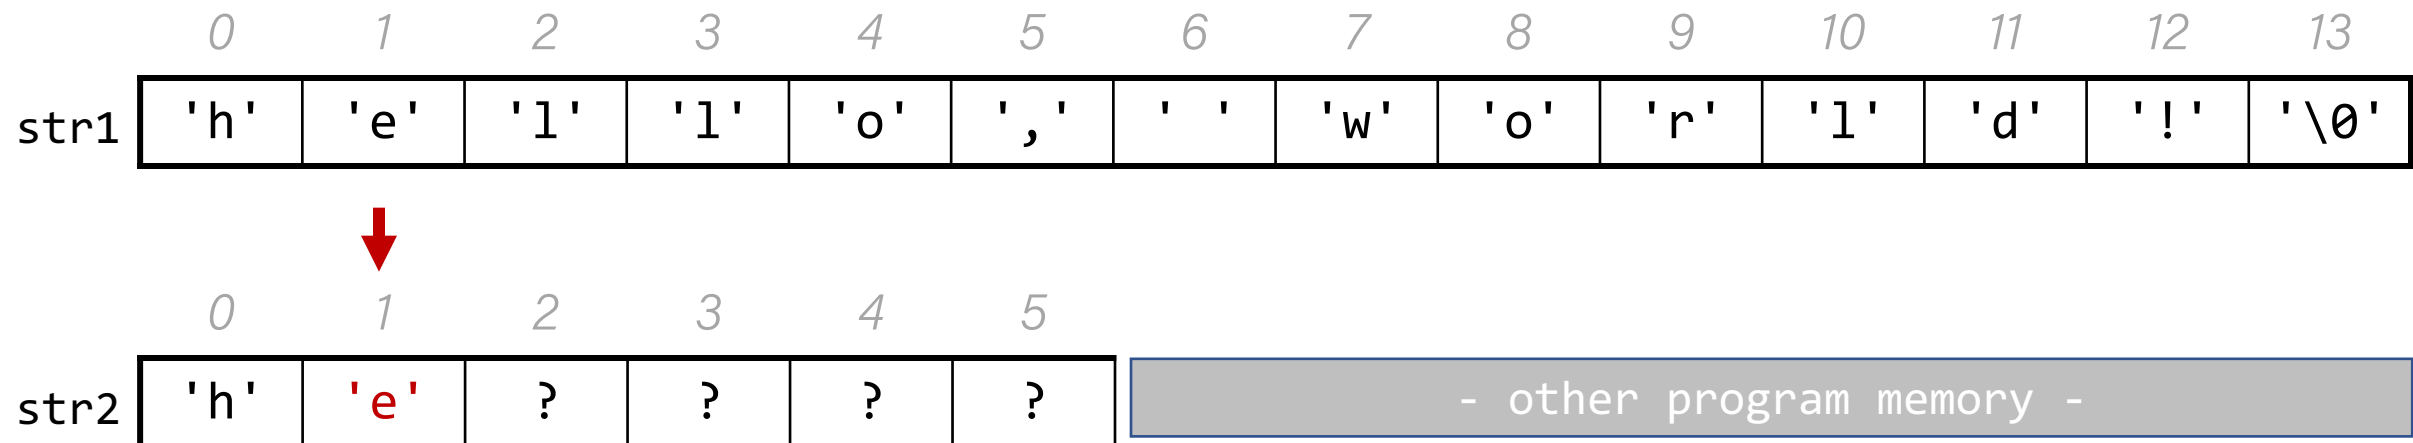 0 1 2 3 4 5 6 7 8 9 10 11 12 13
str1 'h' 'e' 'l' 'l' 'o' ',' ' ' 'w' 'o' 'r' 'l' 'd' '!' '\0'
0 1 2 3 4 5
str2 'h' 'e' ? ? ? ? - other program memory -